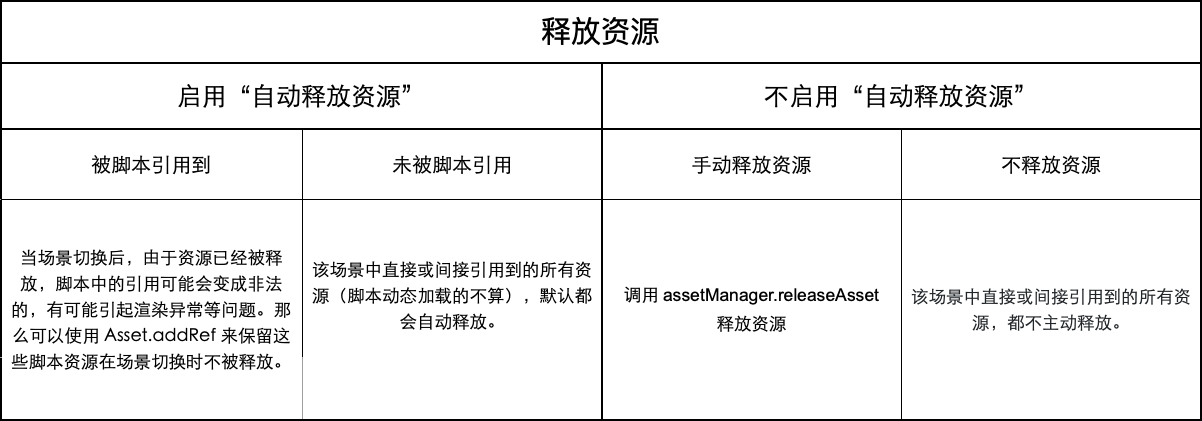 释放资源
启用“自动释放资源”
不启用“自动释放资源”
被脚本引用到
未被脚本引用
手动释放资源
不释放资源
当场景切换后，由于资源已经被释
放，脚本中的引用可能会变成非法
的，有可能引起渲染异常等问题。那
么可以使用 Asset.addRef 来保留这
些脚本资源在场景切换时不被释放。
该场景中直接或间接引用到的所有资
源（脚本动态加载的不算），默认都
会自动释放。
调用 assetManager.releaseAsset
释放资源
该场景中直接或间接引用到的所有资
源，都不主动释放。